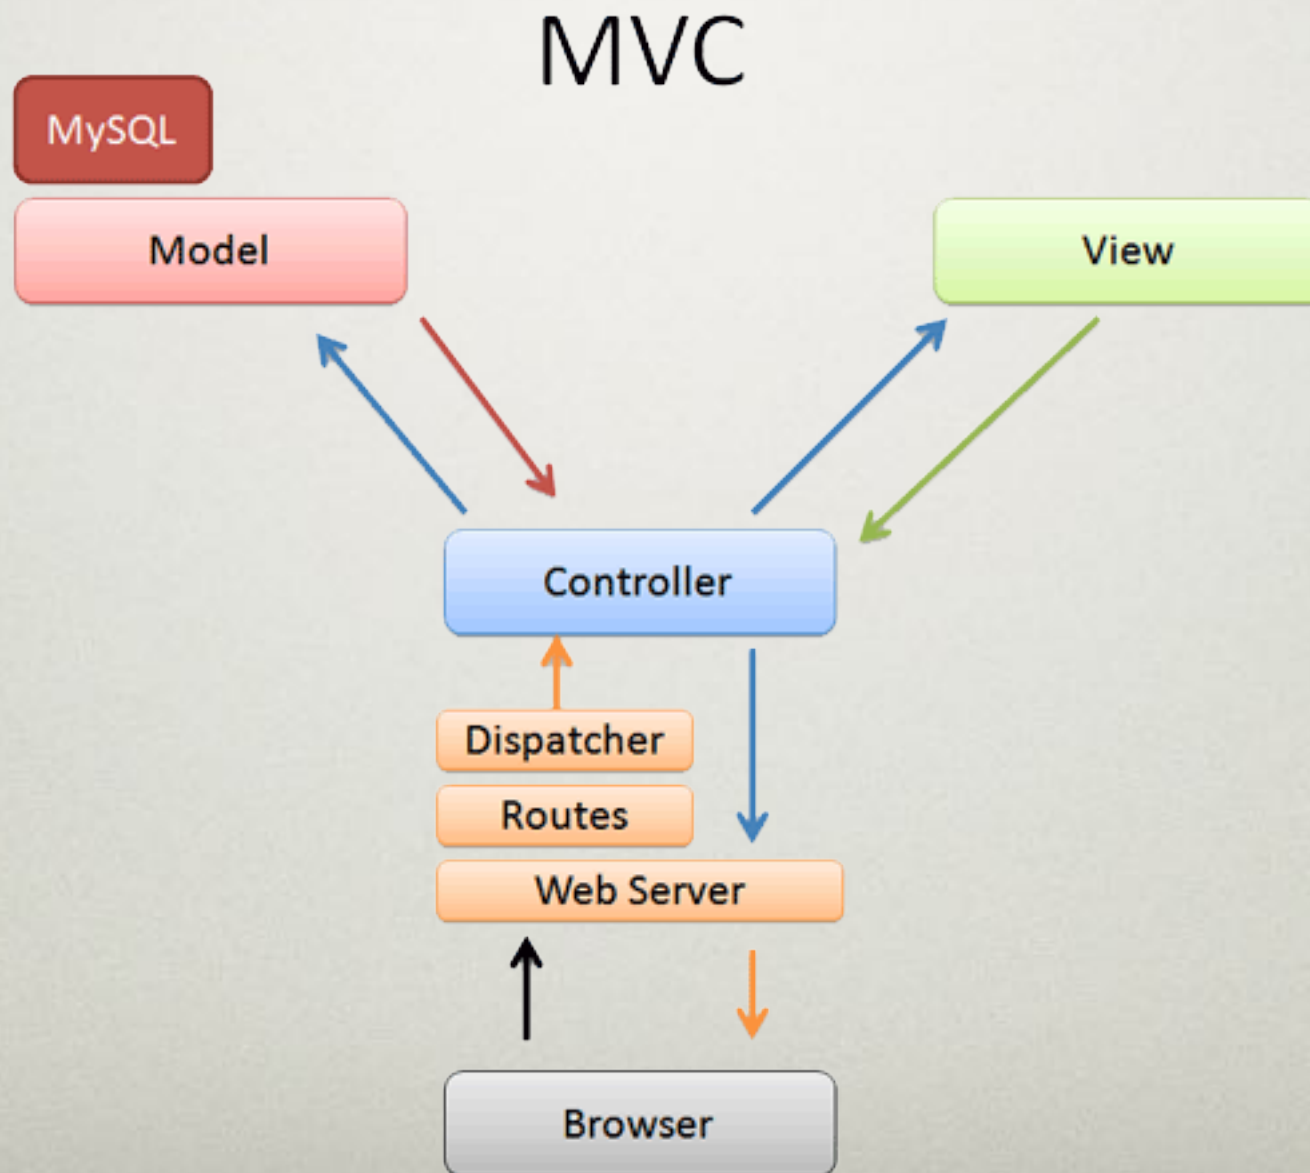 MVC
MySQL
Model
View
Controller
Dispatcher
Routes
Web Server
Browser